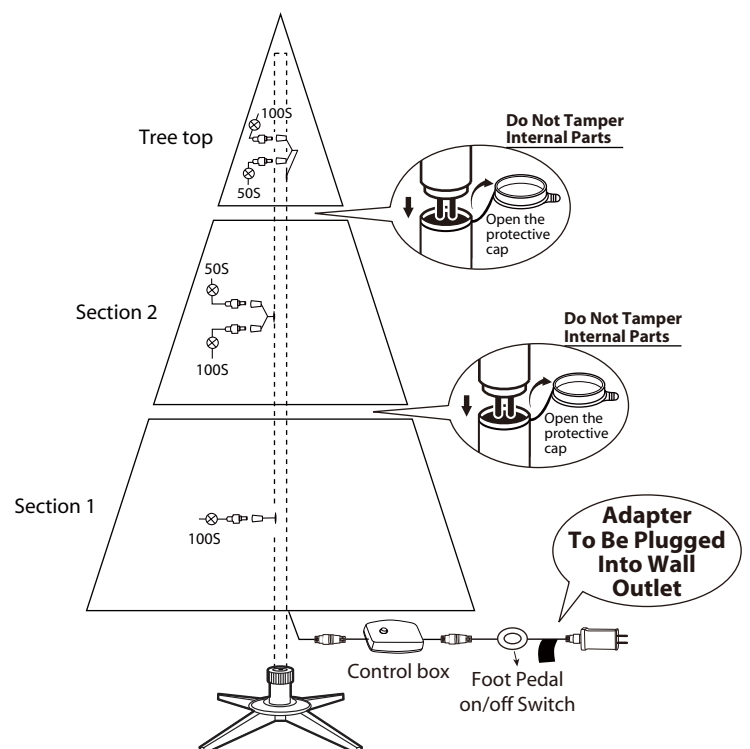 100S
Tree top
50S
Do Not Tamper
Internal Parts
Open the
protective
cap
50S
Section 2
100S
Do Not Tamper
Internal Parts
Open the
protective
cap
Section 1
100S
Adapter
To Be Plugged
Into Wall
Outlet
Control box
Foot Pedal
on/off Switch